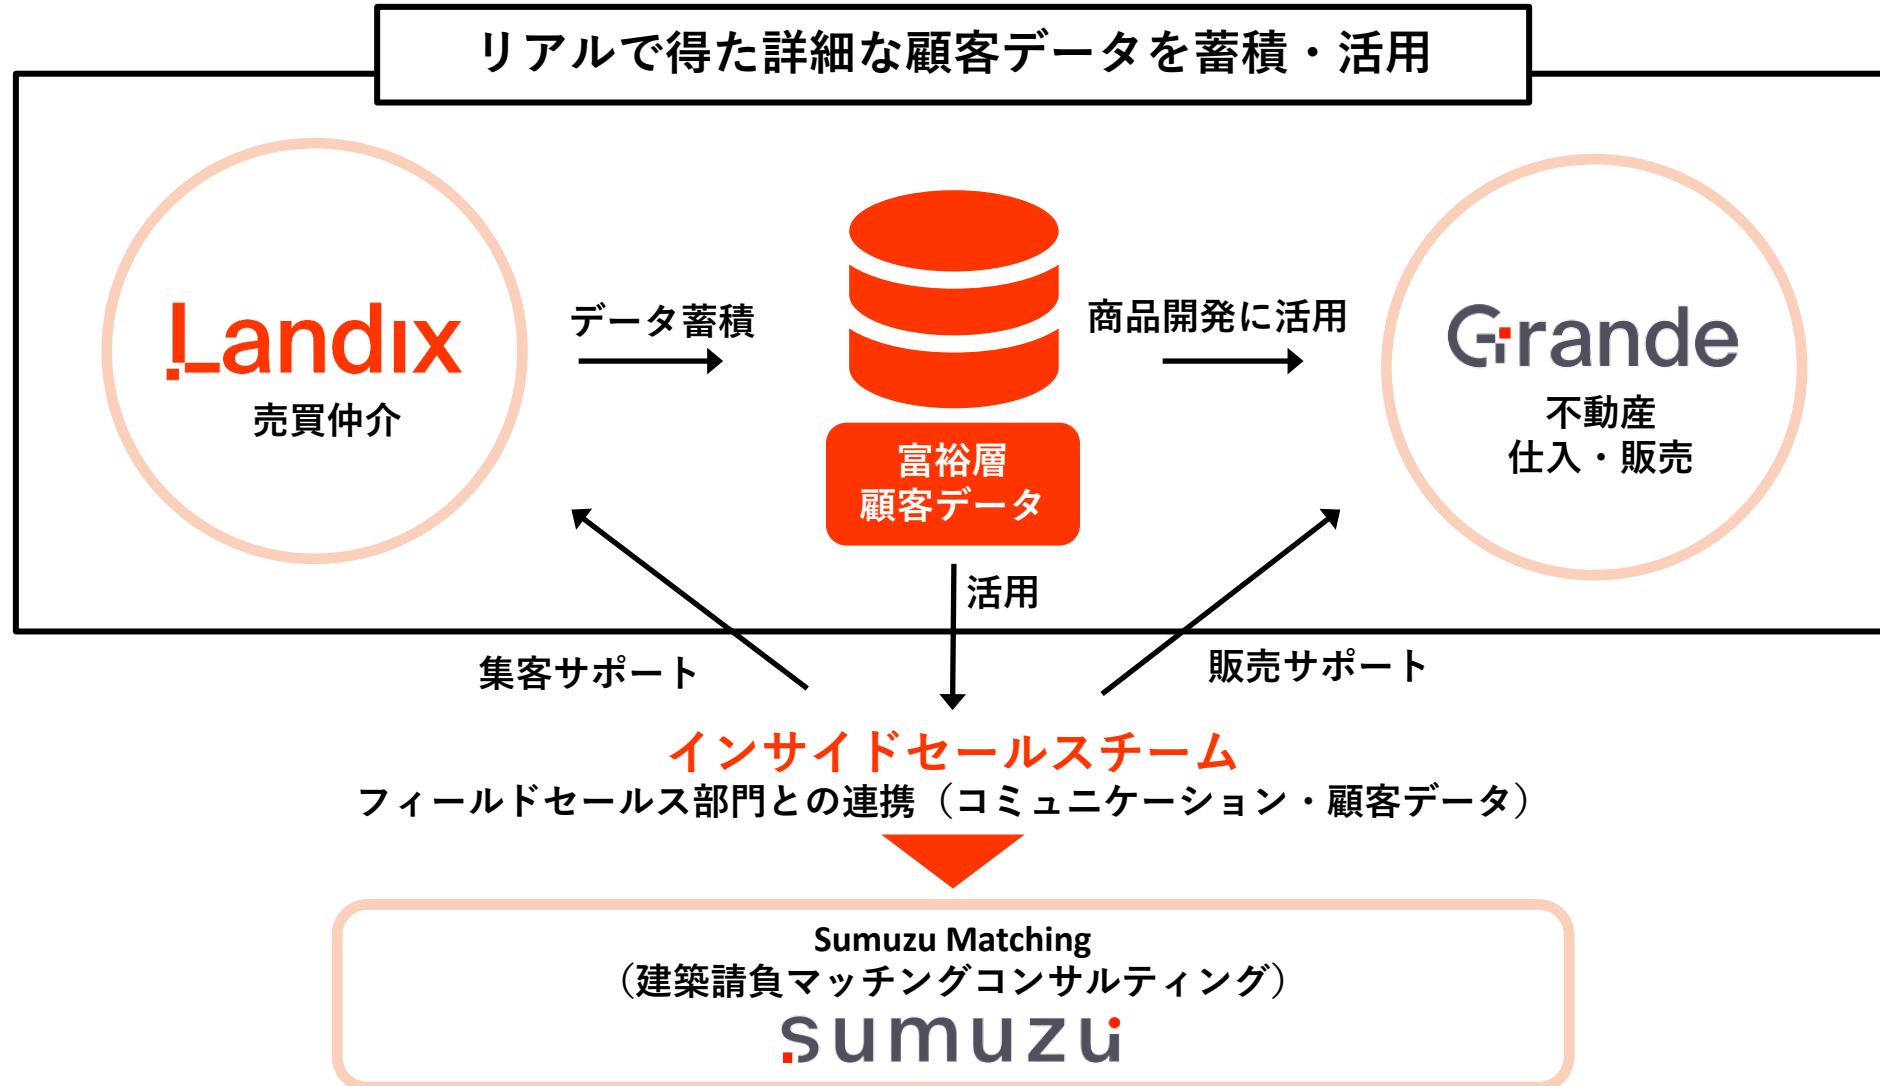 リアルで得た詳細な顧客データを蓄積・活用
Landix
売買仲介
データ蓄積
富裕層
顧客データ
商品開発に活用
Grande
不動産
仕入・販売
活用
集客サポート
販売サポート
インサイドセールスチーム
フィールドセールス部門との連携（コミュニケーション・顧客データ）
Sumuzu Matching
（建築請負マッチングコンサルティング）
sumuzu